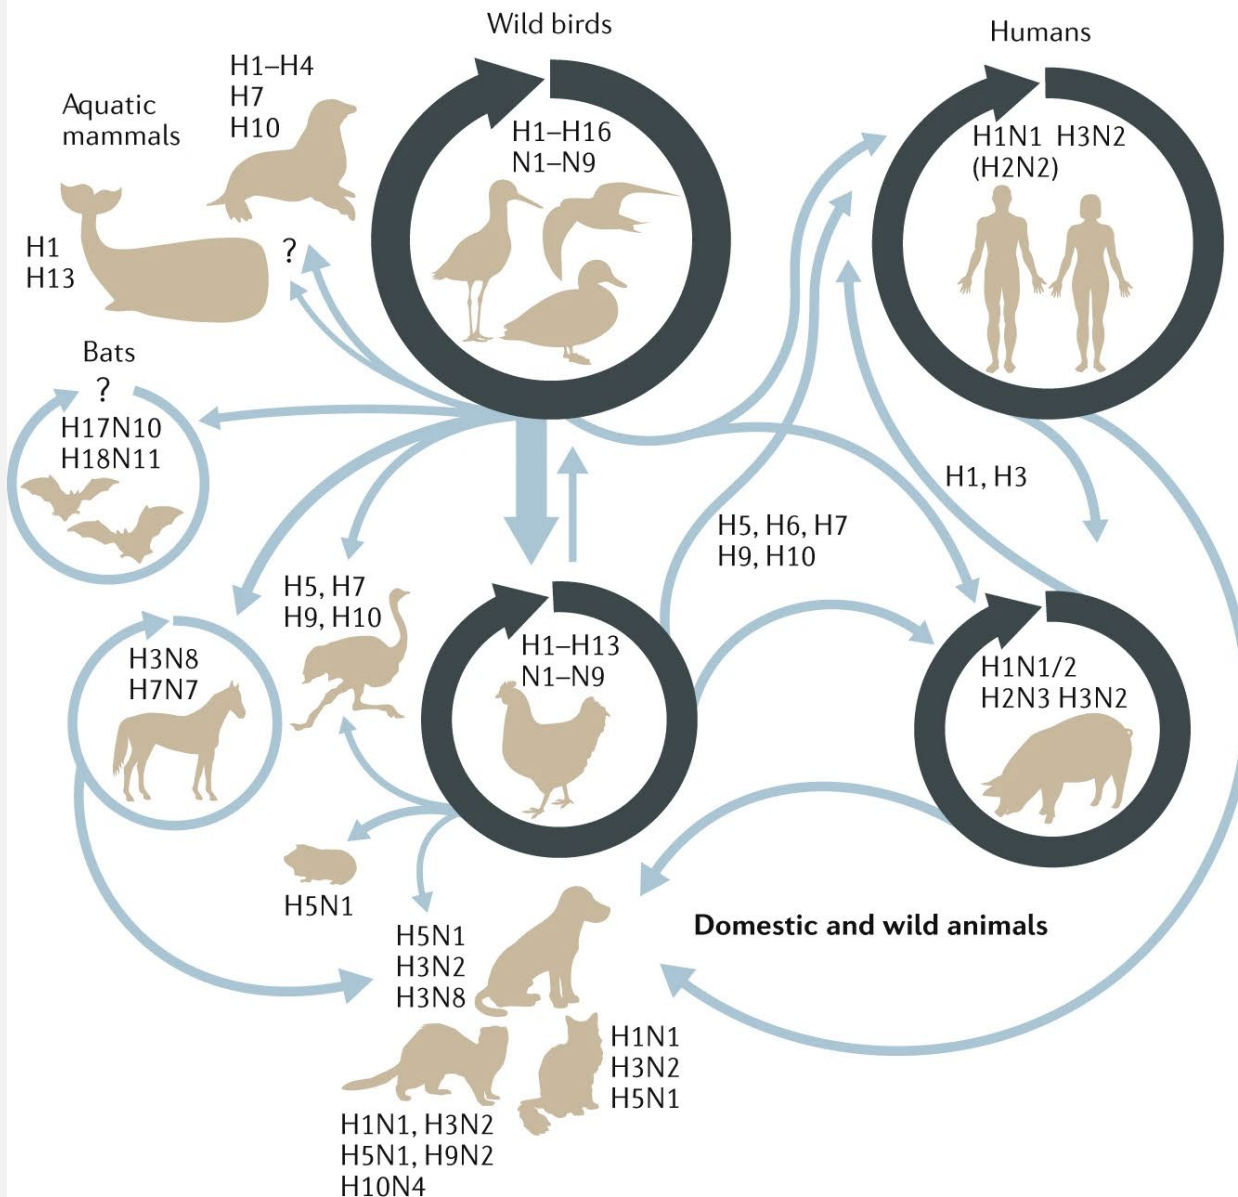 Wild birds
Humans
H1–H4
H7
H10
Aquatic
mammals
H1–H16
N1–N9
H1N1 H3N2
(H2N2)
H1
H13
?
Bats
?
H17N10
H18N11
H1, H3
H5, H6, H7
H9, H10
H5, H7
H9, H10
H3N8
H7N7
H1–H13
N1–N9
H1N1/2
H2N3 H3N2
H5N1
Domestic and wild animals
H5N1
H3N2
H3N8
H1N1
H3N2
H5N1
H1N1, H3N2
H5N1, H9N2
H10N4